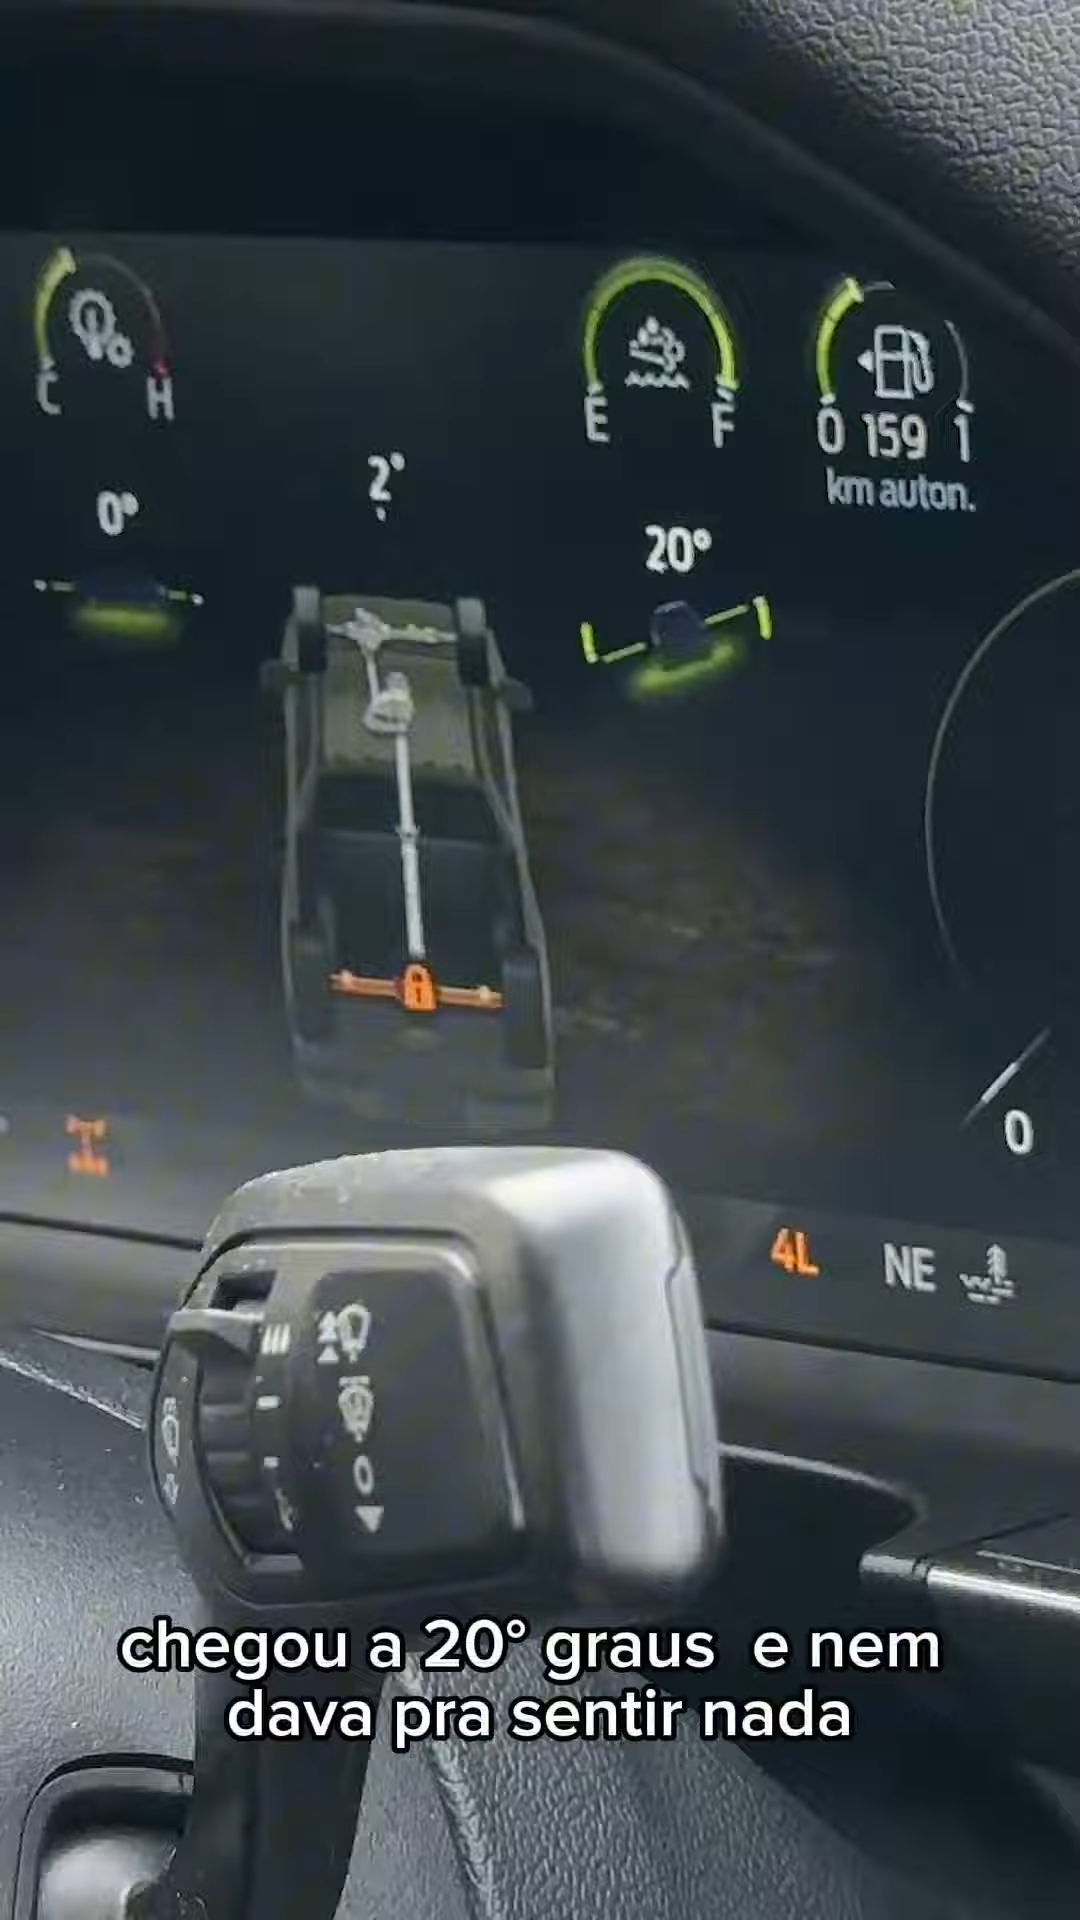 C H
E F
0 159 1
km auton.
0°
2°
20°
0
4L NE
0
chegou a 20° graus e nem
dava pra sentir nada